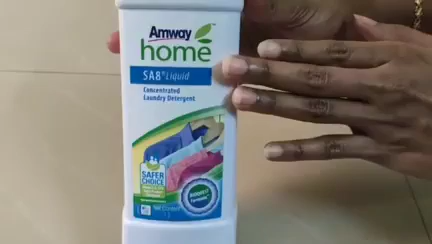 Amway
home
SA8® Liquid
Concentrated
Laundry Detergent
SAFER
CHOICE